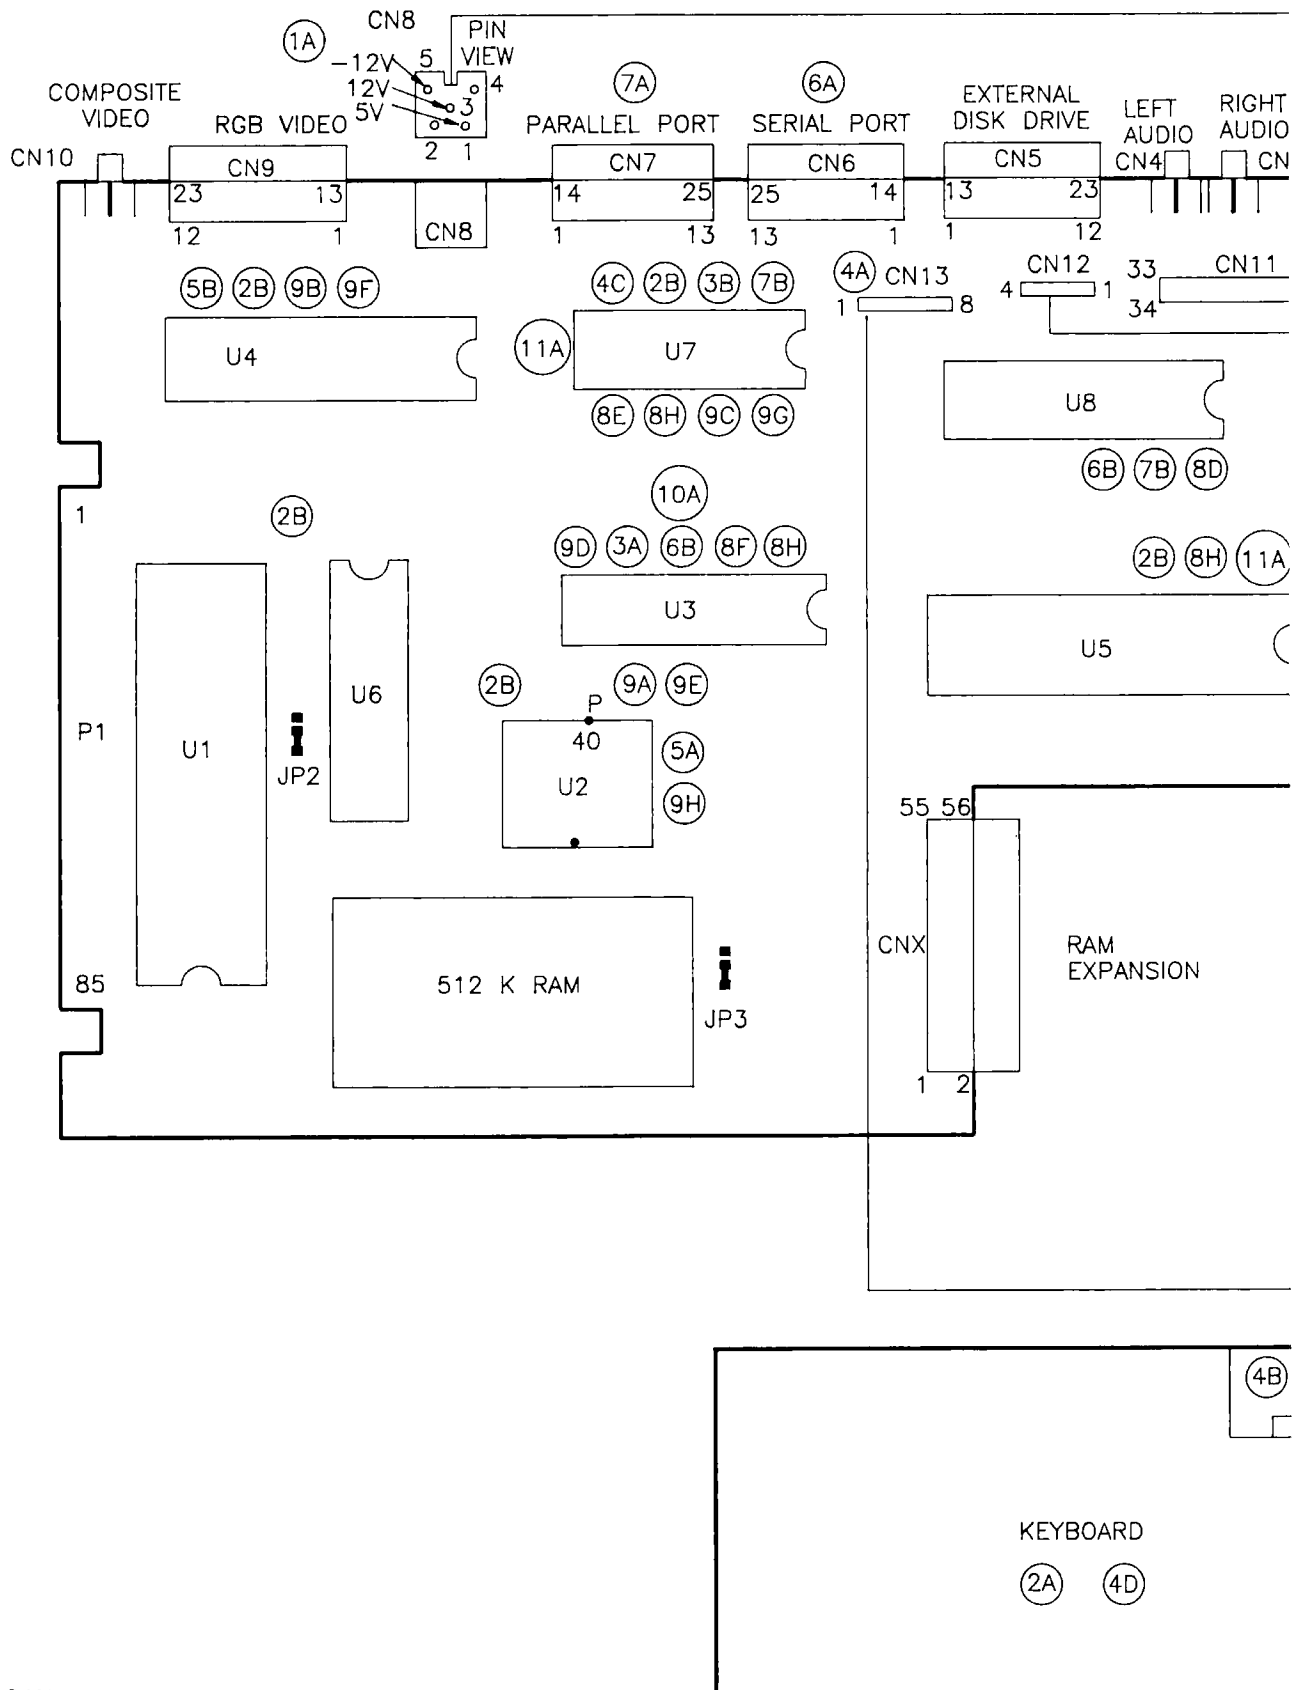 CN8
1A
PIN
VIEW
5
-12V
4
12V
3
5V
2 1
COMPOSITE
VIDEO
7A
6A
RGB VIDEO
PARALLEL PORT
SERIAL PORT
EXTERNAL
DISK DRIVE
LEFT
AUDIO
RIGHT
AUDIO
CN10
CN9
CN7
CN6
CN5
CN4
CN
23 13
14 25
25 14
13 23
12 1
CN8
1 13
13 1
1 12
5B 2B 9B 9F
4C 2B 3B 7B
4A
CN13
1 8
CN12
4 1
33
CN11
34
U4
11A
U7
8E 8H 9C 9G
U8
6B 7B 8D
1
2B
10A
9D 3A 6B 8F 8H
U3
2B 8H 11A
U5
2B
9A 9E
P
40
U2
5A
9H
P1
U1
JP2
U6
55 56
CNX
RAM
EXPANSION
85
512 K RAM
JP3
1 2
4B
KEYBOARD
2A 4D